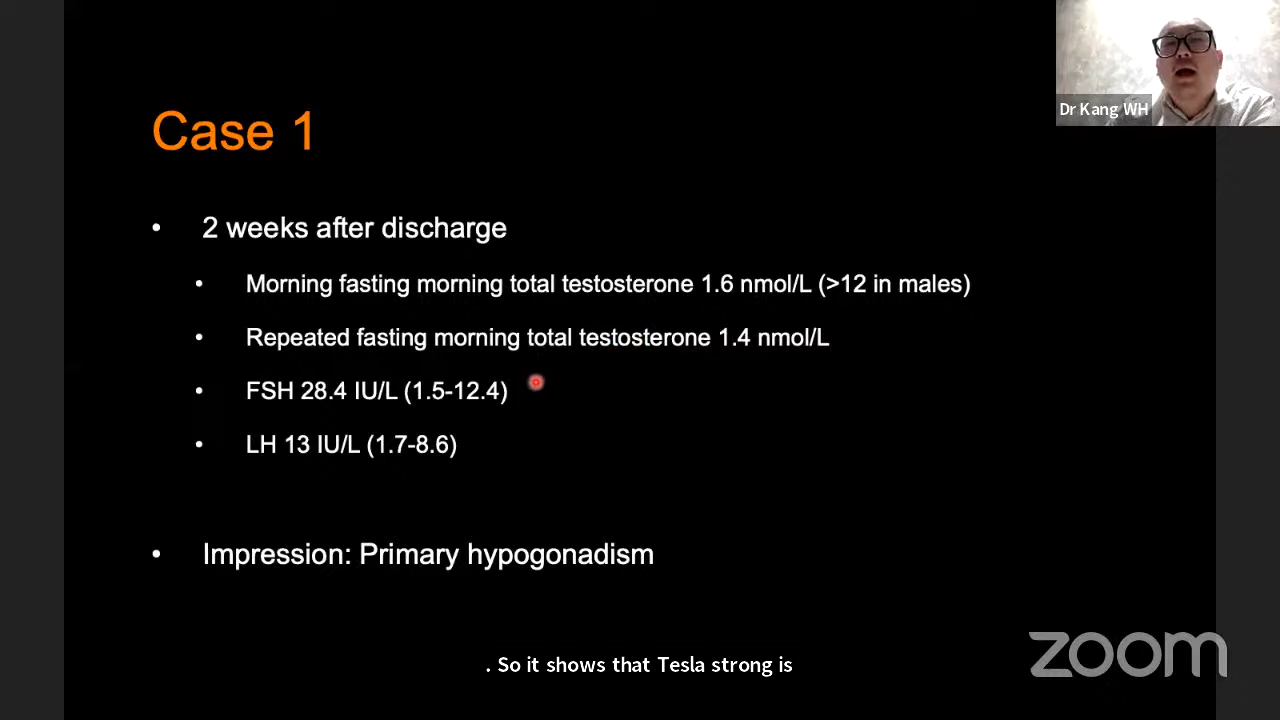 Dr Kang WH
Case 1
• 2 weeks after discharge
• Morning fasting morning total testosterone 1.6 nmol/L (>12 in males)
• Repeated fasting morning total testosterone 1.4 nmol/L
• FSH 28.4 IU/L (1.5-12.4)
• LH 13 IU/L (1.7-8.6)
• Impression: Primary hypogonadism
. So it shows that Tesla strong is
zoom